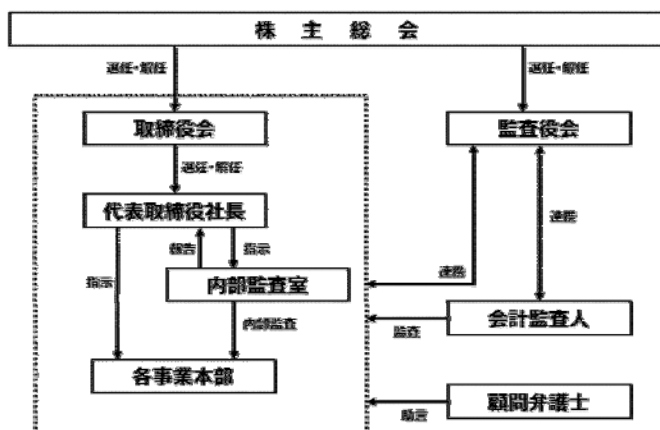 株主総会
選任・解任
選任・解任
取締役会
監査役会
選任・解任
代表取締役社長
連携
報告
指示
指示
連携
内部監査室
会計監査人
内部監査
監査
各事業本部
顧問弁護士
助言